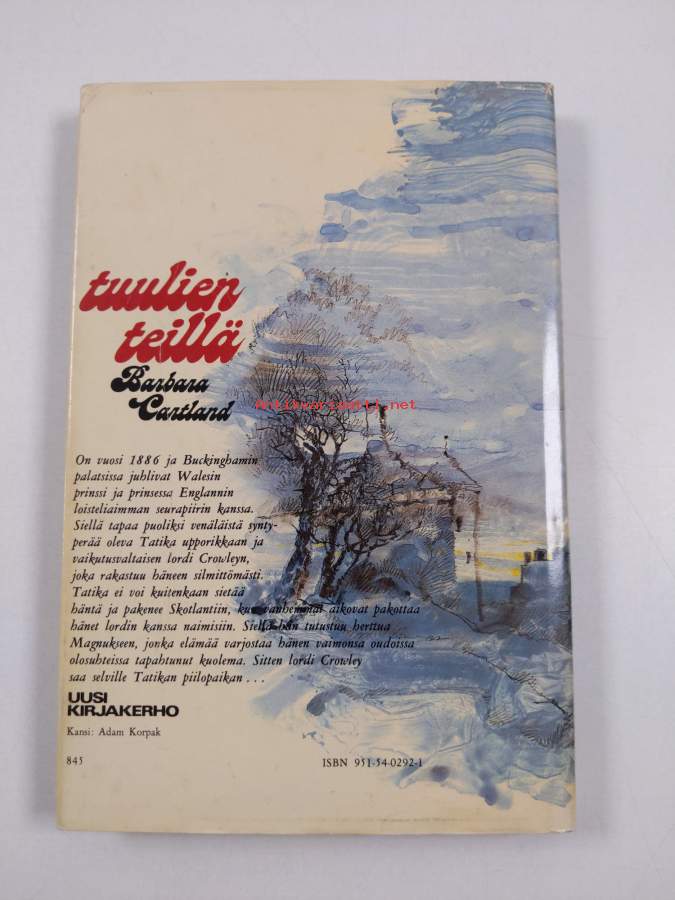 tuulien
teillä
Barbara
Cartland
Antikvariaatti.net
On vuosi 1886 ja Buckinghamin
palatsissa juhlivat Walesin
prinssi ja prinsessa Englannin
loisteliaimman seurapiirin kanssa.
Siellä tapaa puoliksi venäläistä synty-
perää oleva Tatika upporikkaan ja
vaikutusvaltaisen lordi Crowleyn,
joka rakastuu häneen silmittömästi.
Tatika ei voi kuitenkaan sietää
häntä ja pakenee Skotlantiin, kun vanhemmat aikovat pakottaa
hänet lordin kanssa naimisiin. Siellä hän tutustuu herttua
Magnukseen, jonka elämää varjostaa hänen vaimonsa oudoissa
olosuhteissa tapahtunut kuolema. Sitten lordi Crowley
saa selville Tatikan piilopaikan . . .
UUSI
KIRJAKERHO
Kansi: Adam Korpak
845
ISBN 951-54-0292-1